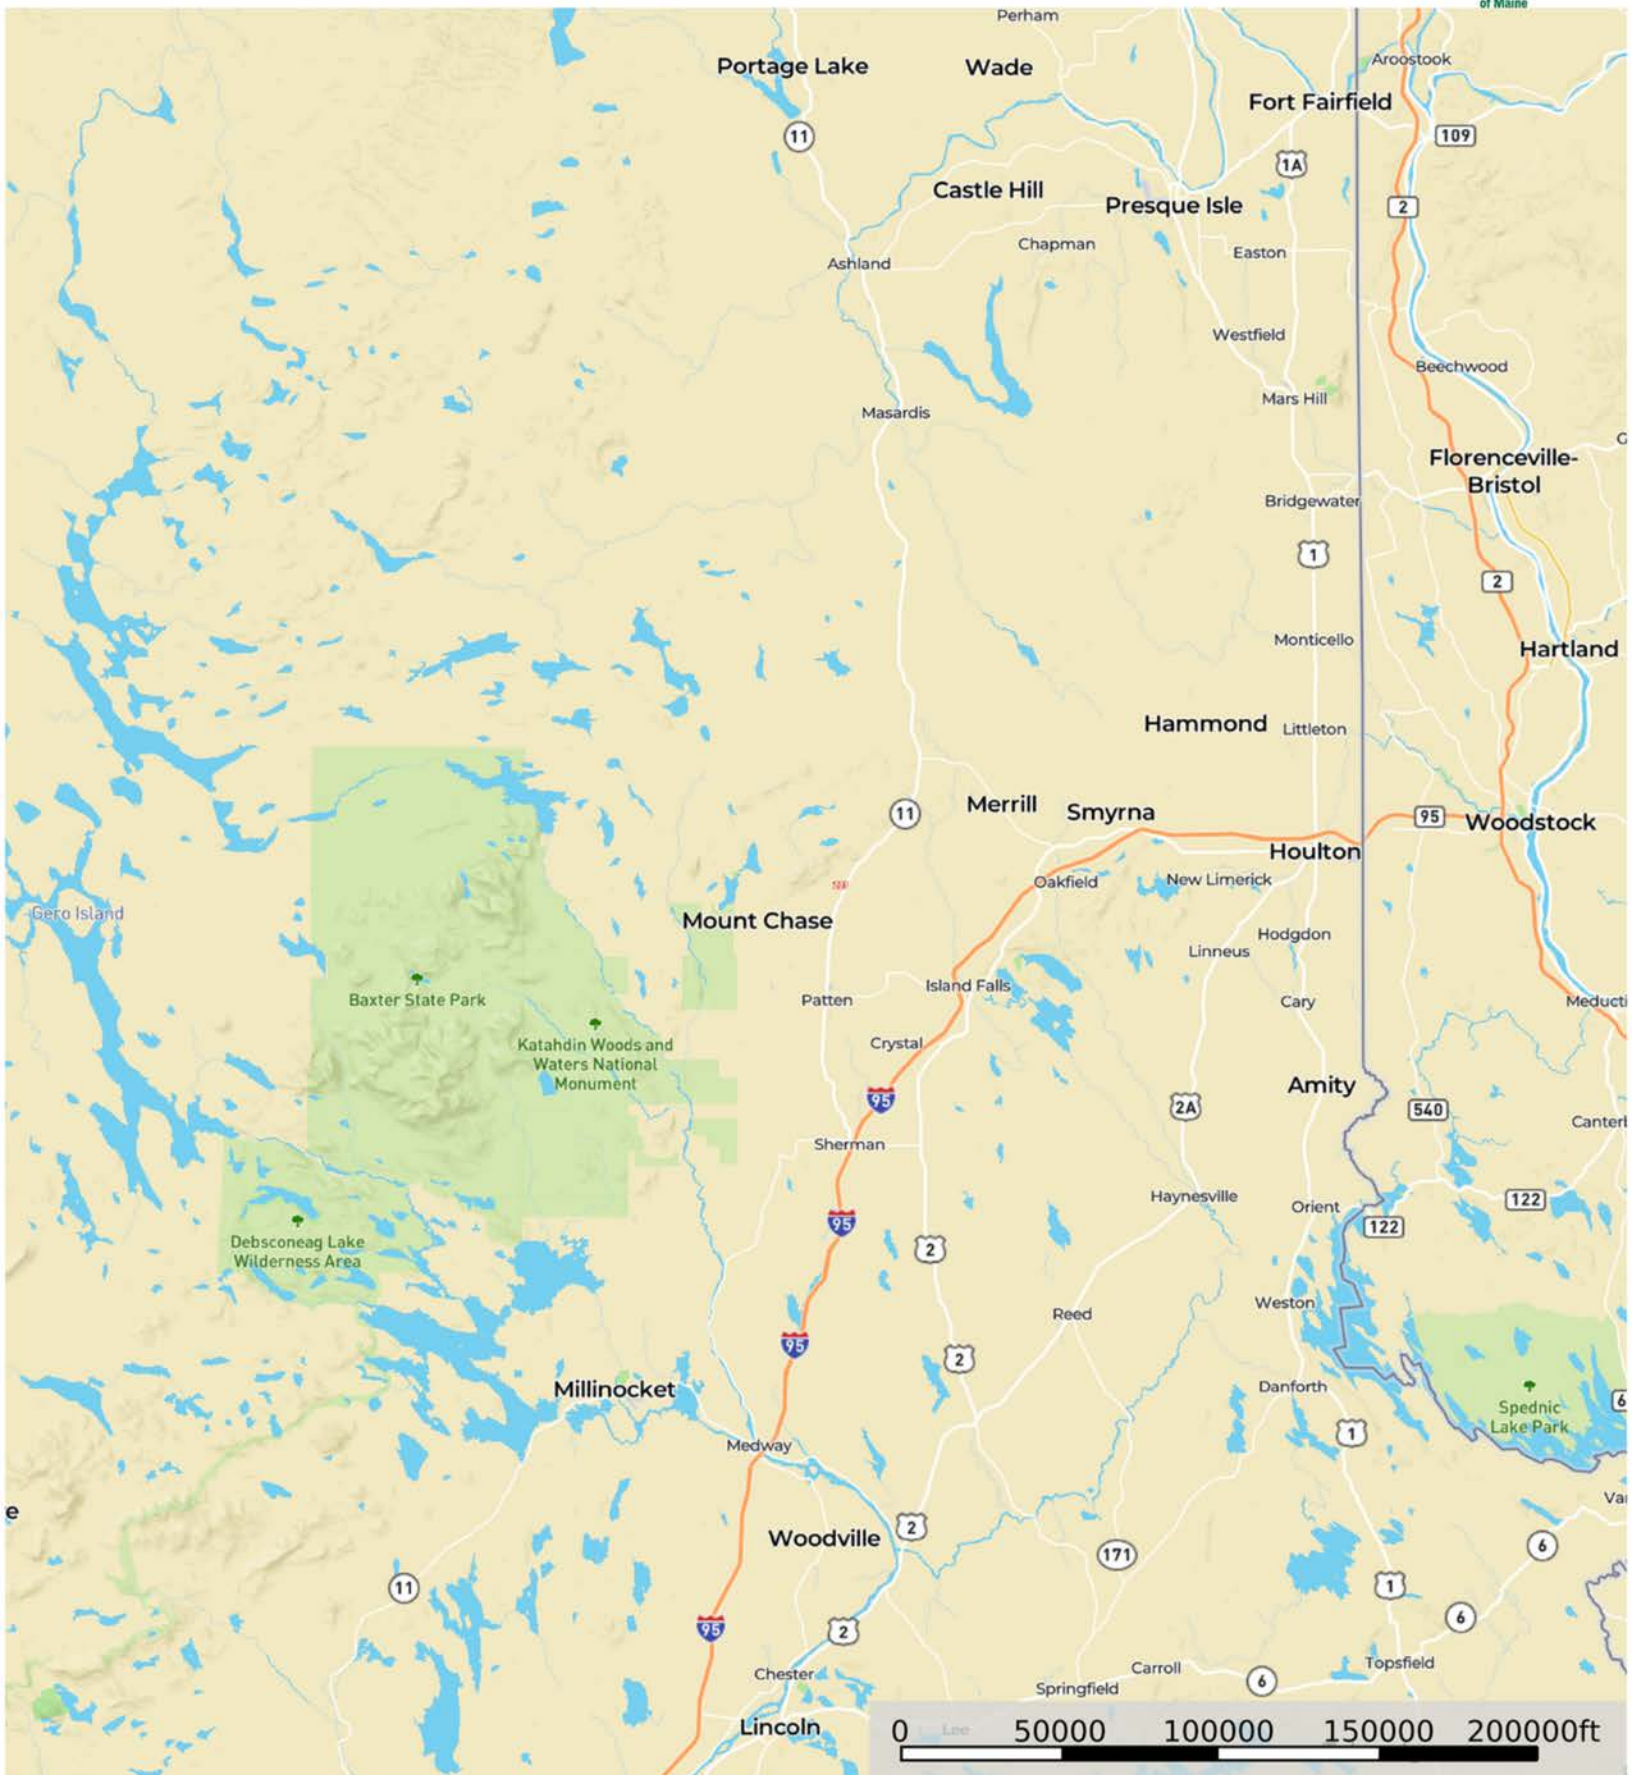 of Maine
Perham
Portage Lake
Wade
Aroostook
Fort Fairfield
11
109
1A
Castle Hill
Presque Isle
2
Chapman
Easton
Ashland
Westfield
Beechwood
Mars Hill
Masardis
Florenceville-
Bristol
Bridgewater
1
2
Monticello
Hartland
Hammond
Littleton
11
Merrill
Smyrna
95
Woodstock
Houlton
Oakfield
New Limerick
Gero Island
Mount Chase
Hodgdon
Linneus
Island Falls
Baxter State Park
Patten
Cary
Meducti
Katahdin Woods and
Waters National
Monument
Crystal
Amity
95
2A
540
Canter
Sherman
Haynesville
Orient
122
122
95
Debsconeag Lake
Wilderness Area
2
Weston
Reed
95
2
Millinocket
Danforth
6
Spednic
Lake Park
1
Medway
e
Va
Woodville
2
171
6
11
1
6
95
2
Chester
Carroll
Topsfield
6
Springfield
Lincoln
Lee
0 50000 100000 150000 200000ft